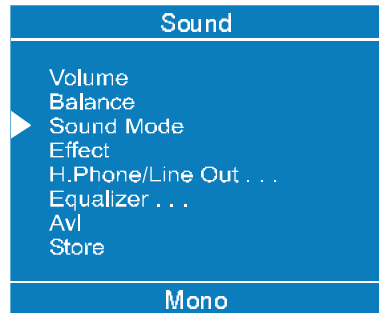 Sound
Volume
Balance
Sound Mode
Effect
H.Phone/Line Out . . .
Equalizer . . .
Avl
Store
Mono